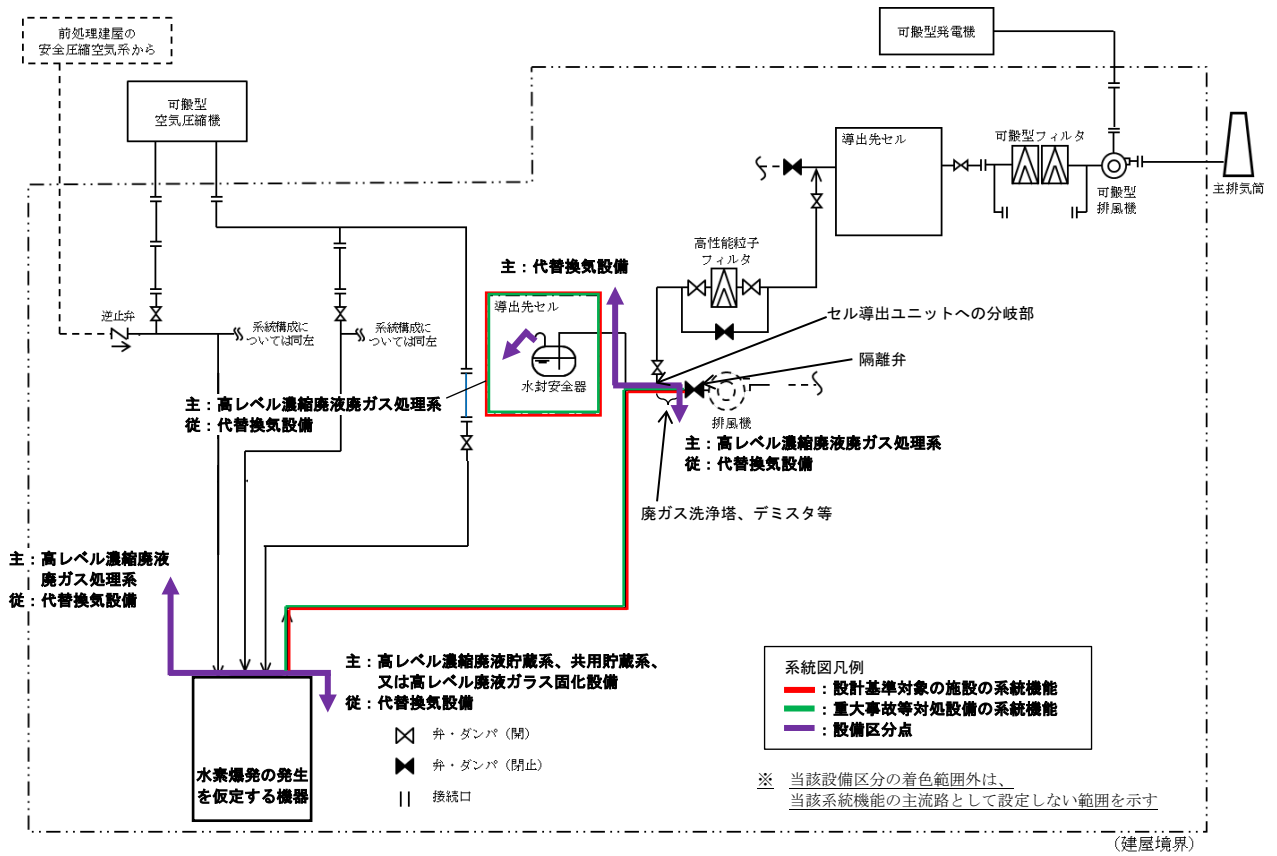 前処理建屋の
安全圧縮空気系から
可搬型
空気圧縮機
可搬型発電機
導出先セル
可搬型フィルタ
可搬型
排風機
主排気筒
高性能粒子
フィルタ
主：代替換気設備
導出先セル
水封安全器
セル導出ユニットへの分岐部
隔離弁
排風機
逆止弁
系統構成に
ついては同左
系統構成に
ついては同左
主：高レベル濃縮廃液廃ガス処理系
従：代替換気設備
主：高レベル濃縮廃液廃ガス処理系
従：代替換気設備
廃ガス洗浄塔、デミスタ等
主：高レベル濃縮廃液
廃ガス処理系
従：代替換気設備
主：高レベル濃縮廃液貯蔵系、共用貯蔵系、
又は高レベル廃液ガラス固化設備
従：代替換気設備
水素爆発の発生
を仮定する機器
弁・ダンパ（開）
弁・ダンパ（閉止）
接続口
系統図凡例
：設計基準対象の施設の系統機能
：重大事故等対処設備の系統機能
：設備区分点
※　当該設備区分の着色範囲外は、
当該系統機能の主流路として設定しない範囲を示す
（建屋境界）